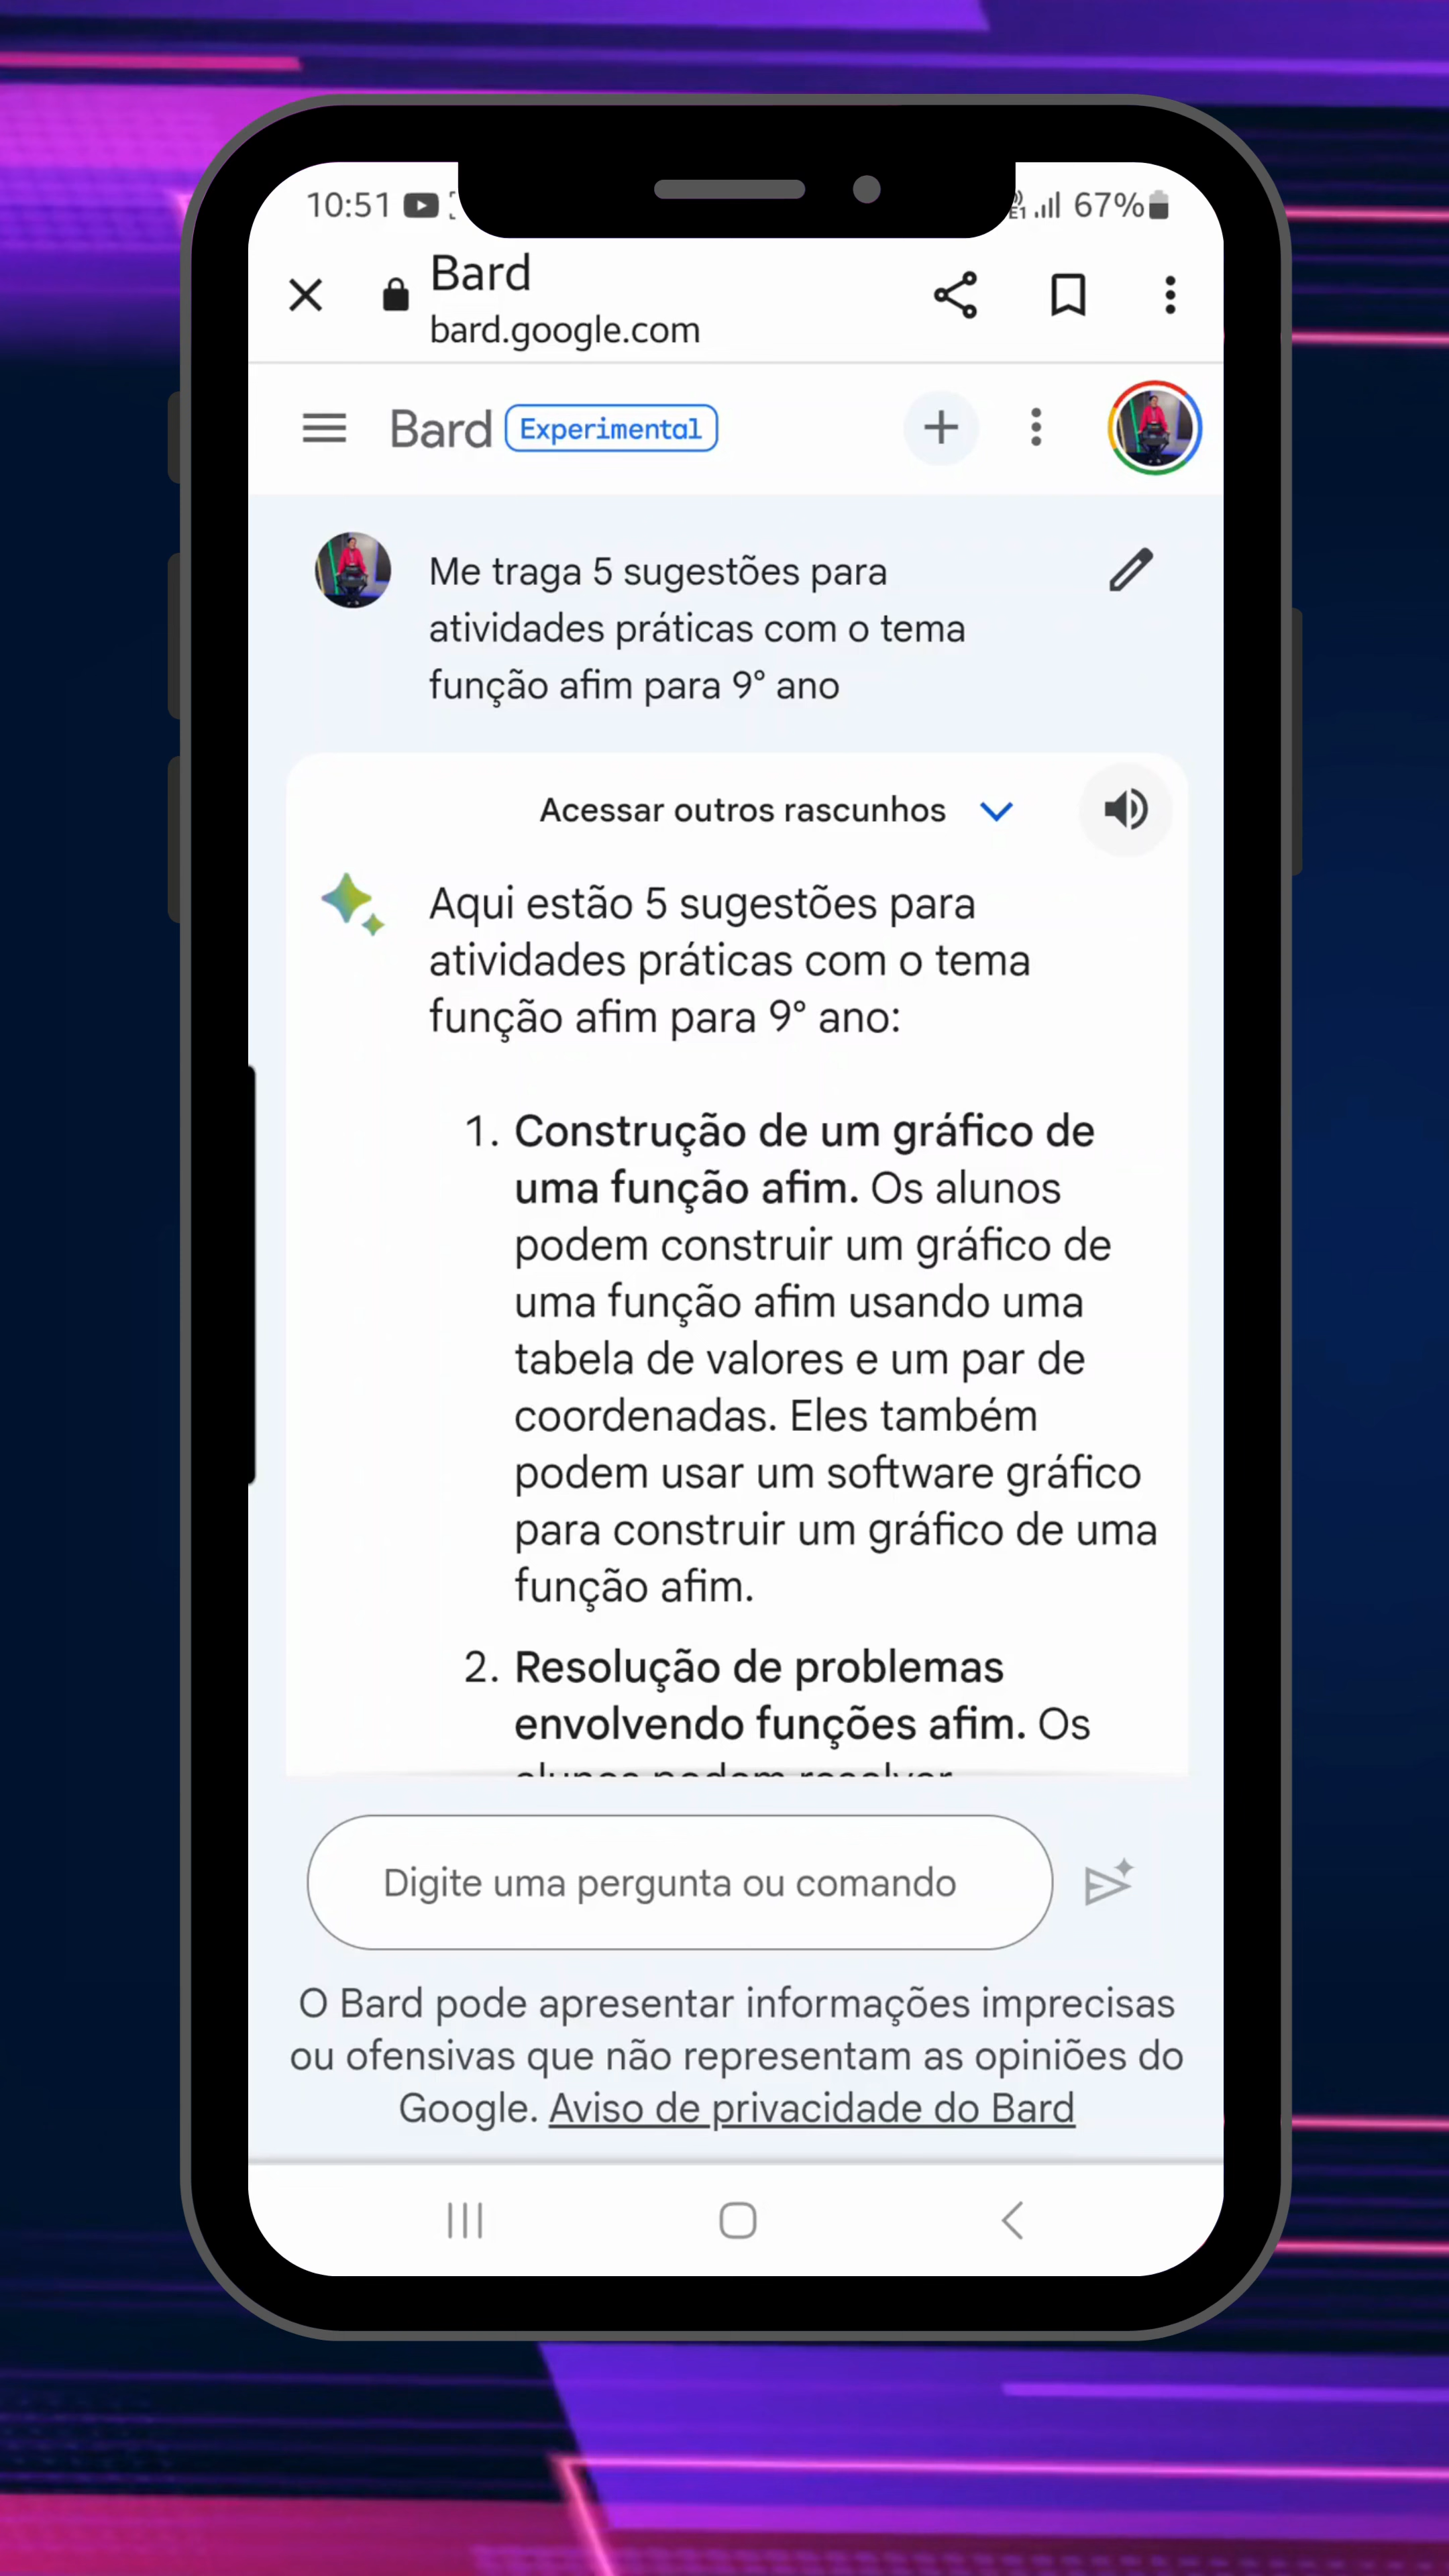 10:51
67%
Bard
bard.google.com
Bard Experimental
Me traga 5 sugestões para
atividades práticas com o tema
função afim para 9° ano
Acessar outros rascunhos
Aqui estão 5 sugestões para
atividades práticas com o tema
função afim para 9° ano:
1. Construção de um gráfico de
uma função afim. Os alunos
podem construir um gráfico de
uma função afim usando uma
tabela de valores e um par de
coordenadas. Eles também
podem usar um software gráfico
para construir um gráfico de uma
função afim.
2. Resolução de problemas
envolvendo funções afim. Os
alunos podem resolver
Digite uma pergunta ou comando
O Bard pode apresentar informações imprecisas
ou ofensivas que não representam as opiniões do
Google. Aviso de privacidade do Bard